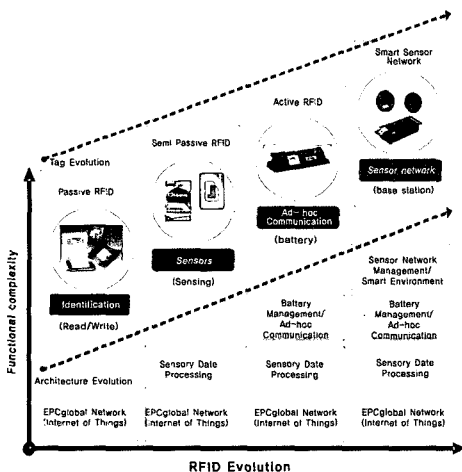 Smart Sensor
Network
Active RFID
Semi Passive RFID
Tag Evolution
Passive RFID
Sensor network
(base station)
Ad-hoc
Communication
(battery)
Sensors
(Sensing)
Identification
(Read/Write)
Functional complexity
Sensor Network
Management/
Smart Environment
Battery
Management/
Ad-hoc
Communication
Battery
Management/
Ad-hoc
Communication
Architecture Evolution
Sensory Date
Processing
Sensory Date
Processing
Sensory Date
Processing
EPCglobal Network
(Internet of Things)
EPCglobal Network
(Internet of Things)
EPCglobal Network
(Internet of Things)
EPCglobal Network
(Internet of Things)
RFID Evolution